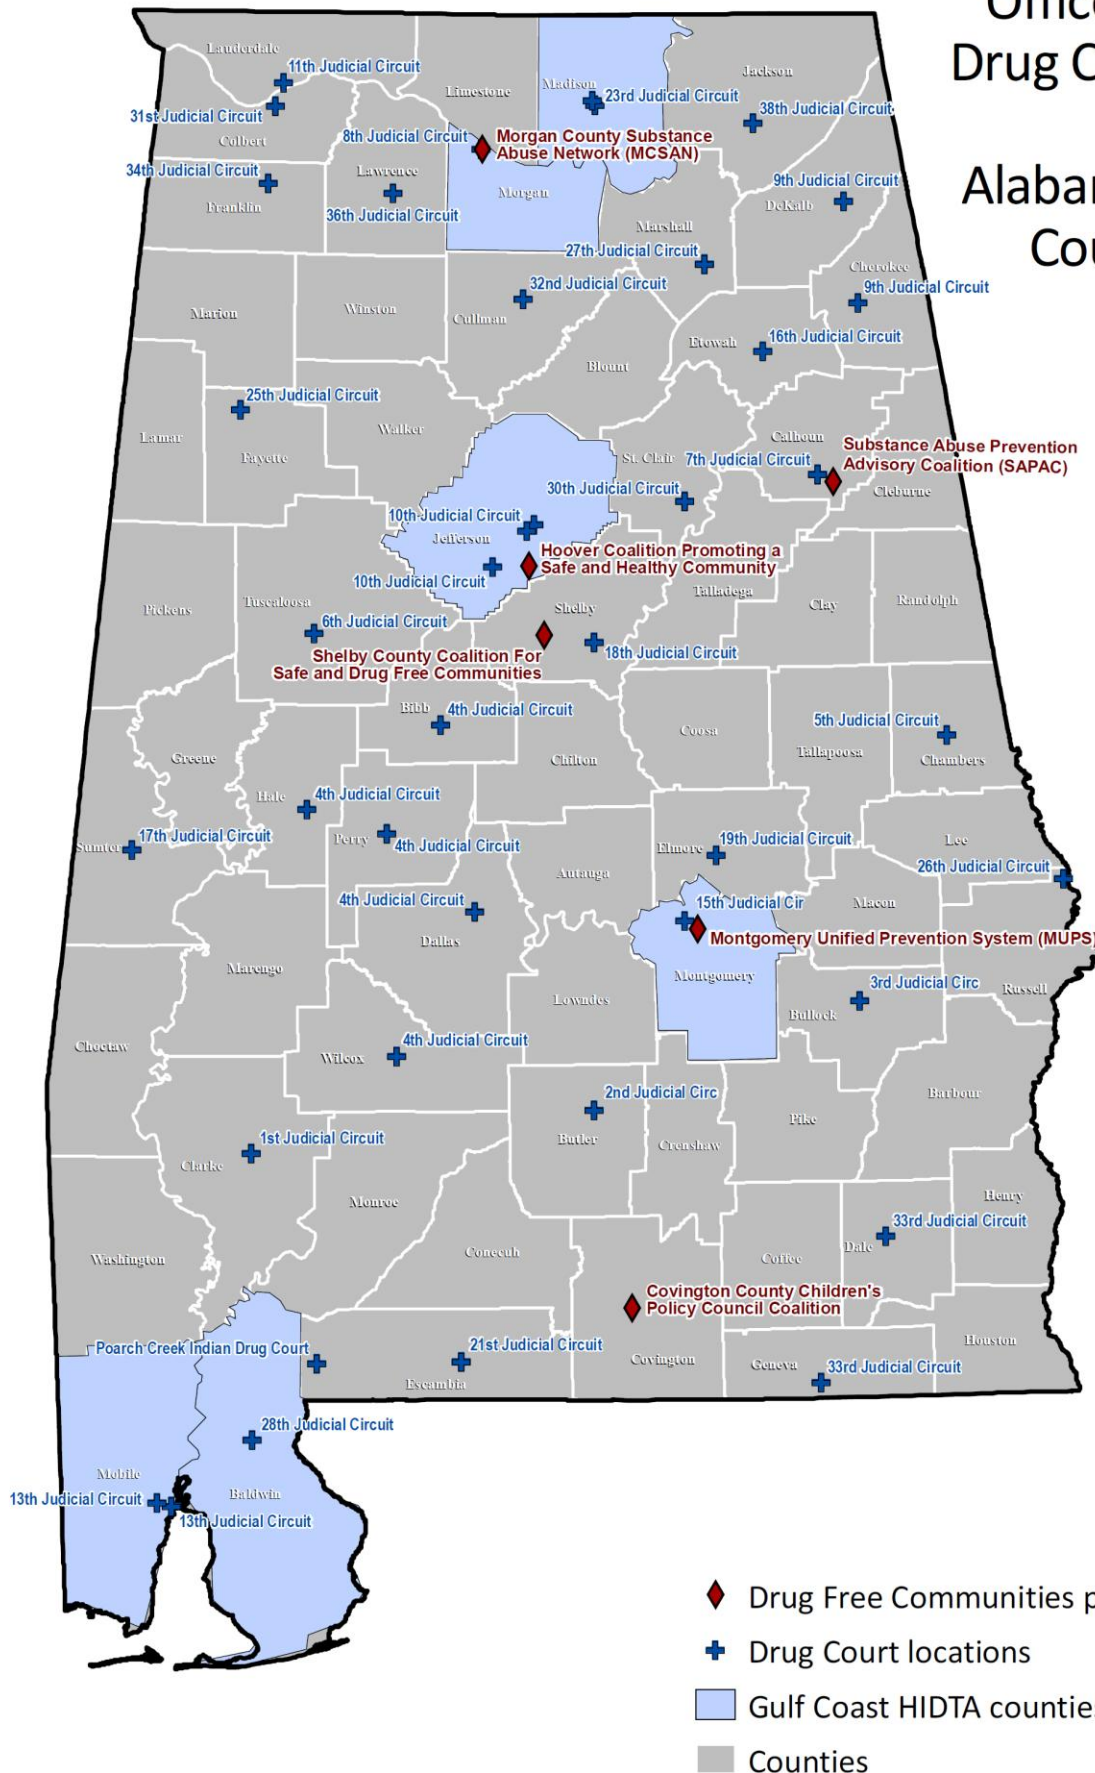 Office
Drug C
Alabar
Cou
Lauderdale
11th Judicial Circuit
31st Judicial Circuit
Colbert
Limestone
Madison
23rd Judicial Circuit
Jackson
38th Judicial Circuit
8th Judicial Circuit
Morgan County Substance
Abuse Network (MCSAN)
34th Judicial Circuit
Franklin
Lawrence
36th Judicial Circuit
Morgan
9th Judicial Circuit
DeKalb
Marshall
27th Judicial Circuit
Cherokee
9th Judicial Circuit
32nd Judicial Circuit
Cullman
Marion
Winston
Etowah
16th Judicial Circuit
Blount
25th Judicial Circuit
Lamar
Fayette
Walker
St. Clair
Calhoun
7th Judicial Circuit
Substance Abuse Prevention
Advisory Coalition (SAPAC)
Cleburne
30th Judicial Circuit
10th Judicial Circuit
Jefferson
10th Judicial Circuit
Hoover Coalition Promoting a
Safe and Healthy Community
Pickens
Tuscaloosa
6th Judicial Circuit
Shelby
Talladega
Clay
Randolph
18th Judicial Circuit
Shelby County Coalition For
Safe and Drug Free Communities
Bibb
4th Judicial Circuit
Greene
Chilton
Coosa
Tallapoosa
5th Judicial Circuit
Chambers
Hale
4th Judicial Circuit
Sumter
17th Judicial Circuit
Perry
4th Judicial Circuit
Elmore
19th Judicial Circuit
Lee
26th Judicial Circuit
Autauga
Macon
4th Judicial Circuit
Dallas
15th Judicial Cir
Montgomery Unified Prevention System (MUPS)
Marengo
Montgomery
Lowndes
3rd Judicial Circ
Bullock
Russell
Choctaw
Wilcox
4th Judicial Circuit
2nd Judicial Circ
Butler
Crenshaw
Pike
Barbour
1st Judicial Circuit
Clarke
Monroe
Henry
33rd Judicial Circuit
Dale
Coffee
Washington
Conecuh
Covington County Children's
Policy Council Coalition
Poarch Creek Indian Drug Court
21st Judicial Circuit
Escambia
Covington
Geneva
33rd Judicial Circuit
Houston
28th Judicial Circuit
Mobile
Baldwin
13th Judicial Circuit
13th Judicial Circuit
Drug Free Communities p
Drug Court locations
Gulf Coast HIDTA counties
Counties